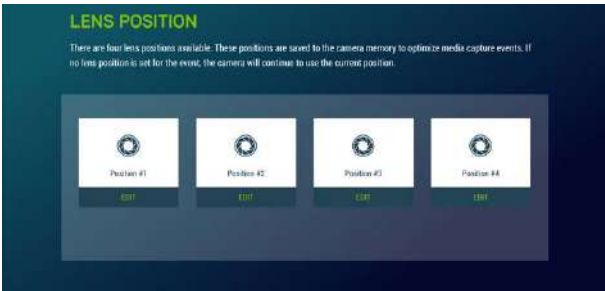 LENS POSITION
There are four lens positions available. These positions are saved to the camera memory to optimize media capture events. If
no lens position is set for the event, the camera will continue to use the current position.
Position #1
Position #2
Position #3
Position #4
EDIT
EDIT
EDIT
EDIT